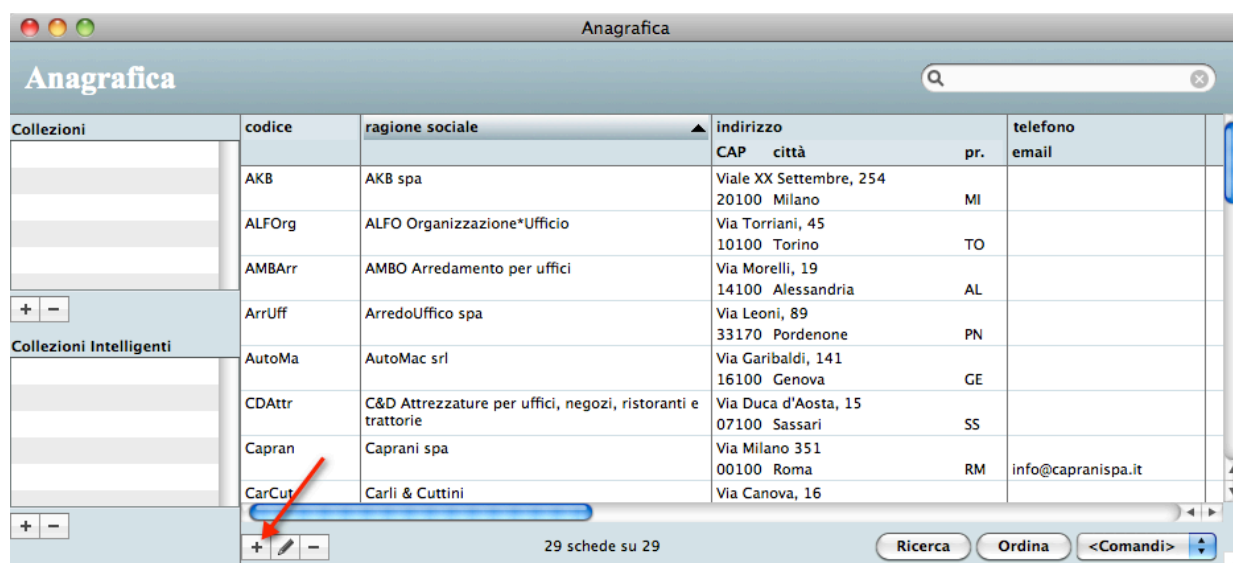 Anagrafica
Anagrafica
Collezioni
codice
ragione sociale
indirizzo
telefono
CAP città pr. email
AKB AKB spa Viale XX Settembre, 254
20100 Milano MI
ALFOrg ALFO Organizzazione*Ufficio Via Torriani, 45
10100 Torino TO
AMBArr AMBO Arredamento per uffici Via Morelli, 19
14100 Alessandria AL
+ −
ArrUff ArredoUffico spa Via Leoni, 89
33170 Pordenone PN
Collezioni Intelligenti
AutoMa AutoMac srl Via Garibaldi, 141
16100 Genova GE
CDAttr C&D Attrezzature per uffici, negozi, ristoranti e trattorie Via Duca d'Aosta, 15
07100 Sassari SS
Capran Caprani spa Via Milano 351
00100 Roma RM info@capranispa.it
CarCut Carli & Cuttini Via Canova, 16
+ −
+ −
29 schede su 29
Ricerca
Ordina
<Comandi>